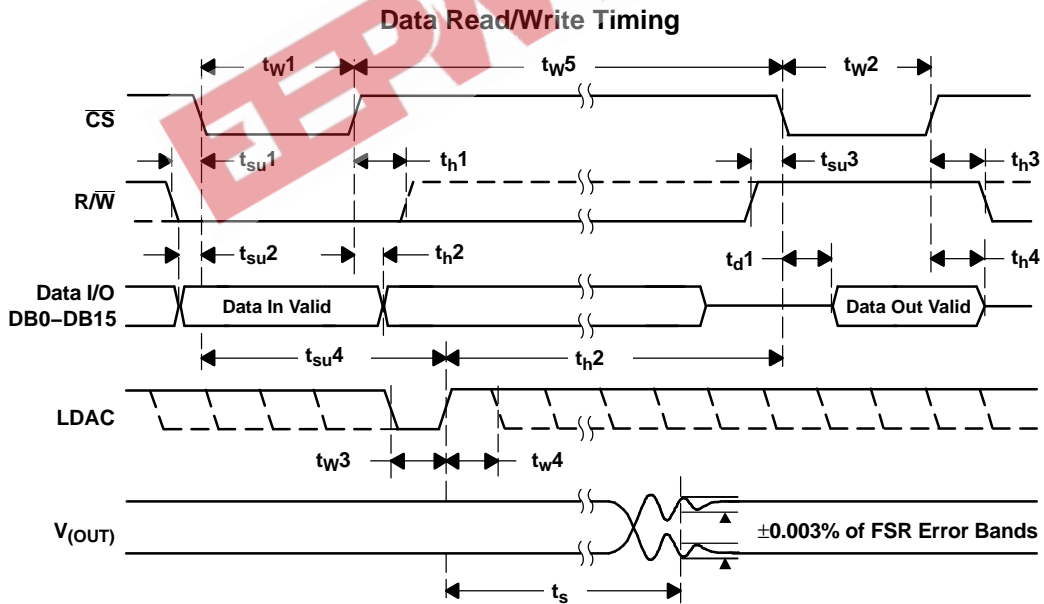 Data Read/Write Timing
tW1 tW5 tW2
CS
tsu1 th1 tsu3 th3
R/W
tsu2 th2 td1 th4
Data I/O
DB0–DB15
Data In Valid Data Out Valid
tsu4 th2
LDAC
tW3 tw4
V(OUT)
±0.003% of FSR Error Bands
ts